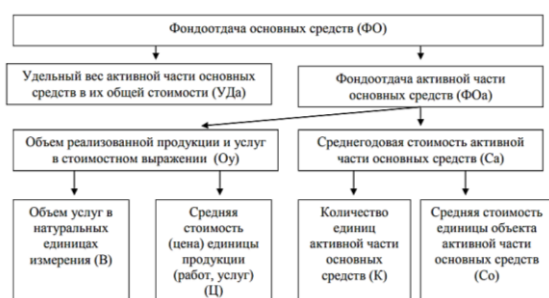 Фондоотдача основных средств (ФО)
Удельный вес активной части основных
средств в их общей стоимости (УДа)
Фондоотдача активной части
основных средств (ФОа)
Объем реализованной продукции и услуг
в стоимостном выражении (Оу)
Среднегодовая стоимость активной
части основных средств (Са)
Объем услуг в
натуральных
единицах
измерения (В)
Средняя
стоимость
(цена) единицы
продукции
(работ, услуг)
(Ц)
Количество
единиц
активной части
основных
средств (К)
Средняя стоимость
единицы объекта
активной части
основных средств
(Со)